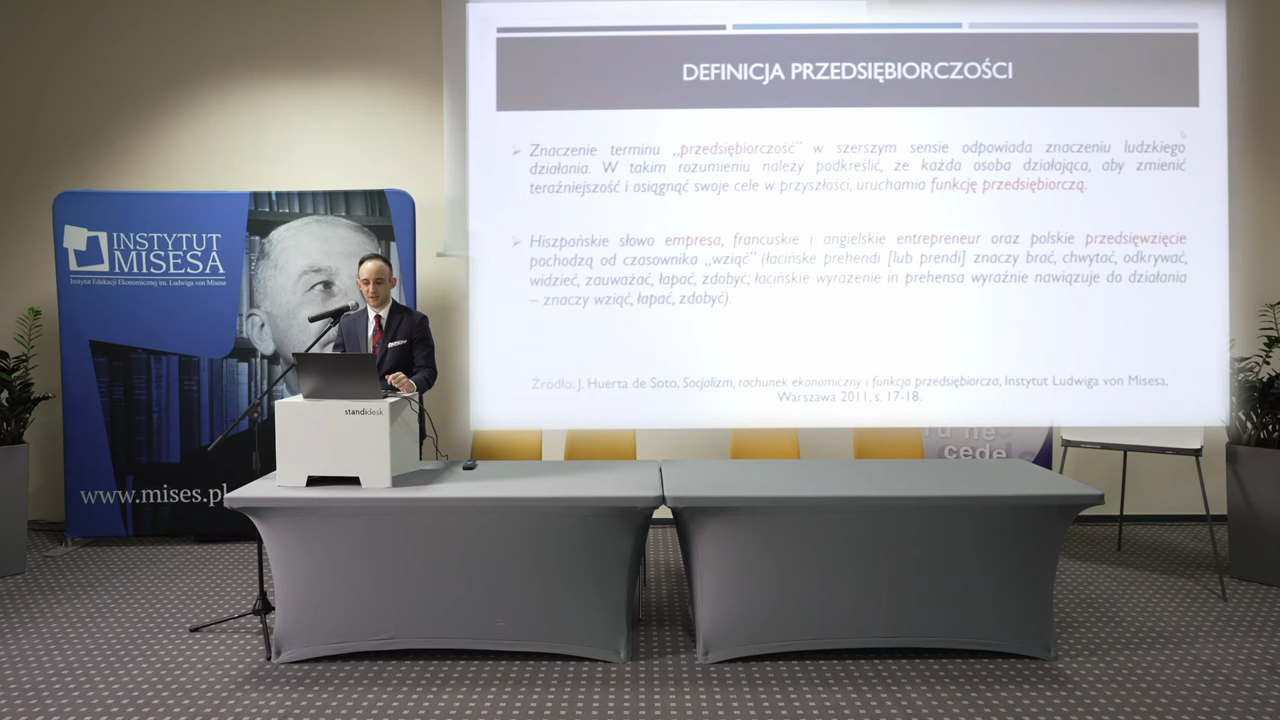 DEFINICJA PRZEDSIĘBIORCZOŚCI
Znaczenie terminu „przedsiębiorczość” w szerszym sensie odpowiada znaczeniu ludzkiego
działania. W takim rozumieniu należy podkreślić, że każda osoba działająca, aby zmienić
teraźniejszość i osiągnąć swoje cele w przyszłości, uruchamia funkcję przedsiębiorczą.
Hiszpańskie słowo empresa, francuskie i angielskie entrepreneur oraz polskie przedsięwzięcie
pochodzą od czasownika „wziąć” (łacińske prehendi [lub prendi] znaczy brać, chwytać, odkrywać,
widzieć, zauważać, łapać, zdobyć; łacińskie wyrażenie in prehensa wyraźnie nawiązuje do działania
– znaczy wziąć, łapać, zdobyć).
Źródło: J. Huerta de Soto, Socjalizm, rachunek ekonomiczny i funkcja przedsiębiorcza, Instytut Ludwiga von Misesa,
Warszawa 2011, s. 17-18.
INSTYTUT
MISESA
Instytut Edukacji Ekonomicznej im. Ludwiga von Misesa
standidesk
www.mises.pl
ne
cede